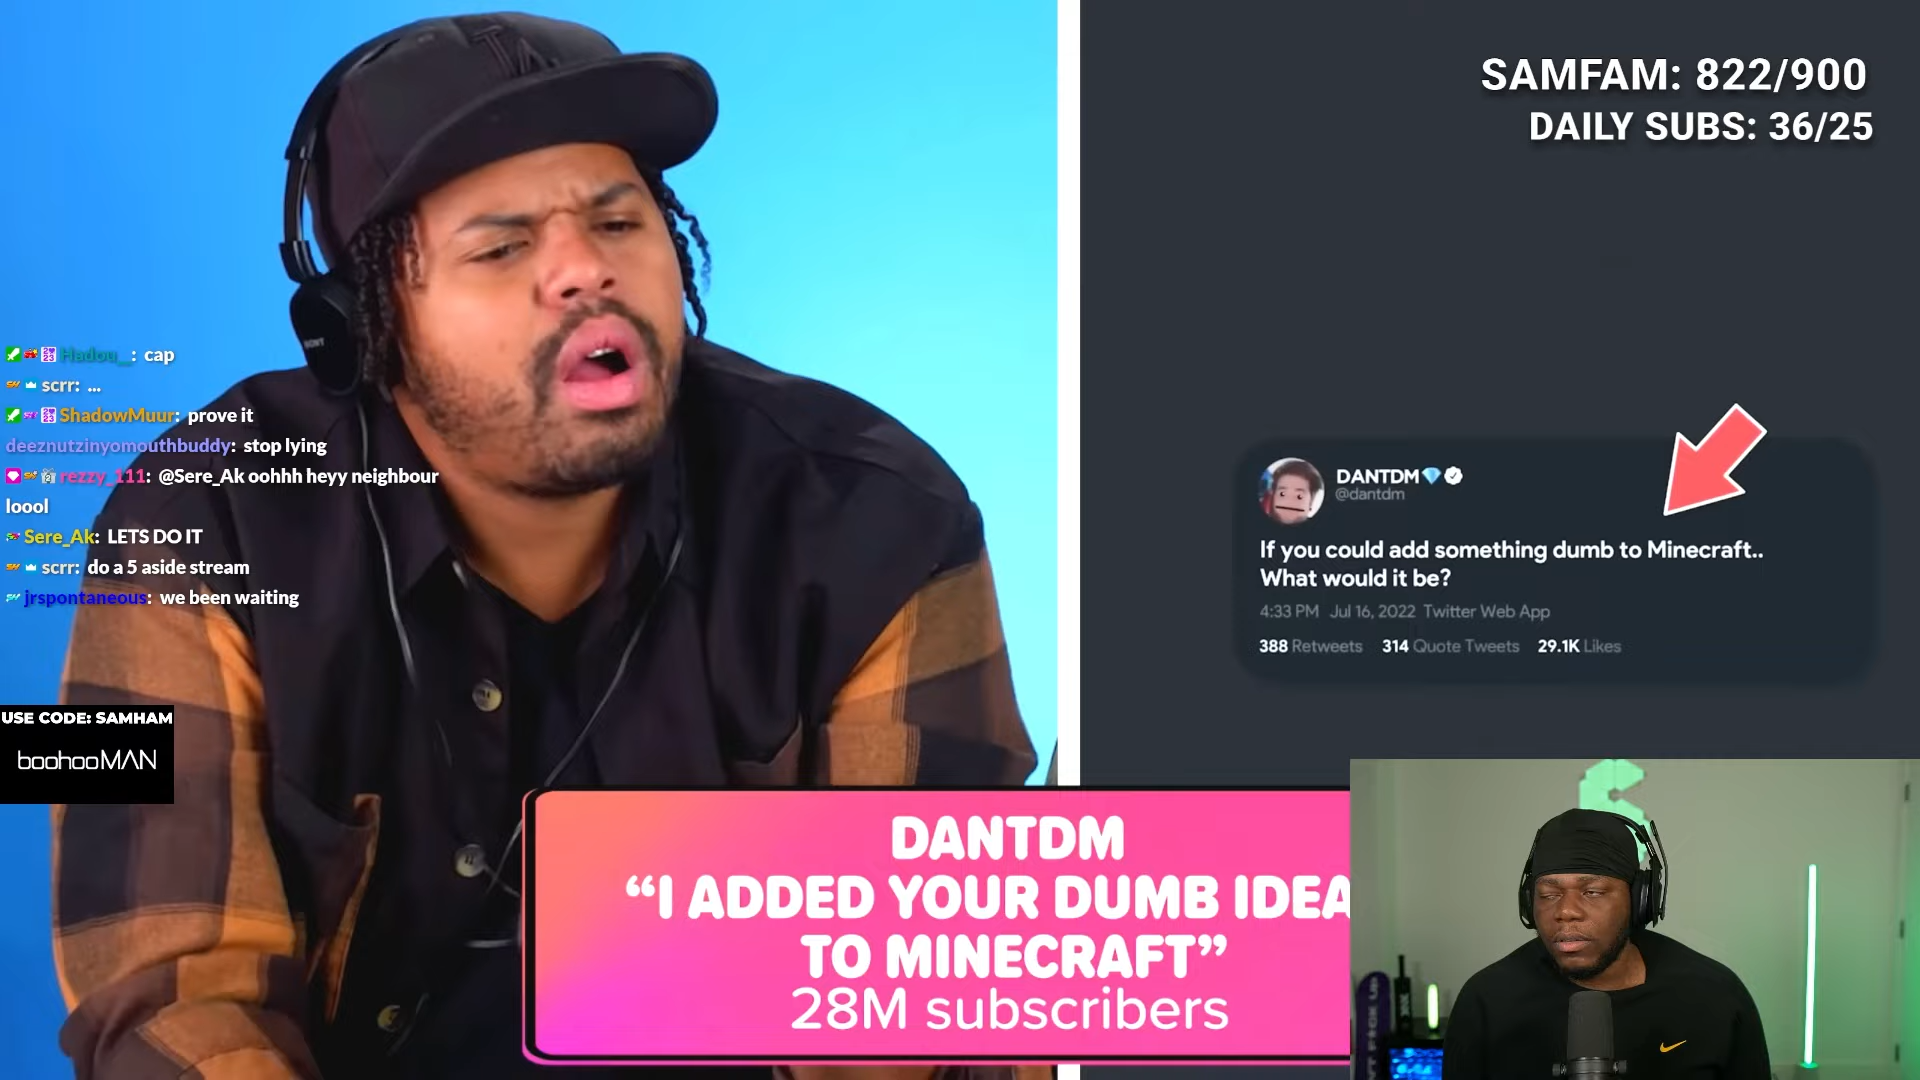 SAMFAM: 822/900
DAILY SUBS: 36/25
Hadou__: cap
scrr: ...
ShadowMuur: prove it
deeznutzinyomouthbuddy: stop lying
rezzy_111: @Sere_Ak oohhh heyy neighbour
loool
Sere_Ak: LETS DO IT
scrr: do a 5 aside stream
jrspontaneous: we been waiting
USE CODE: SAMHAM
boohooMAN
DANTDM
@dantdm
If you could add something dumb to Minecraft..
What would it be?
4:33 PM Jul 16, 2022 Twitter Web App
388 Retweets 314 Quote Tweets 29.1K Likes
DANTDM
“I ADDED YOUR DUMB IDEA
TO MINECRAFT”
28M subscribers
SONY